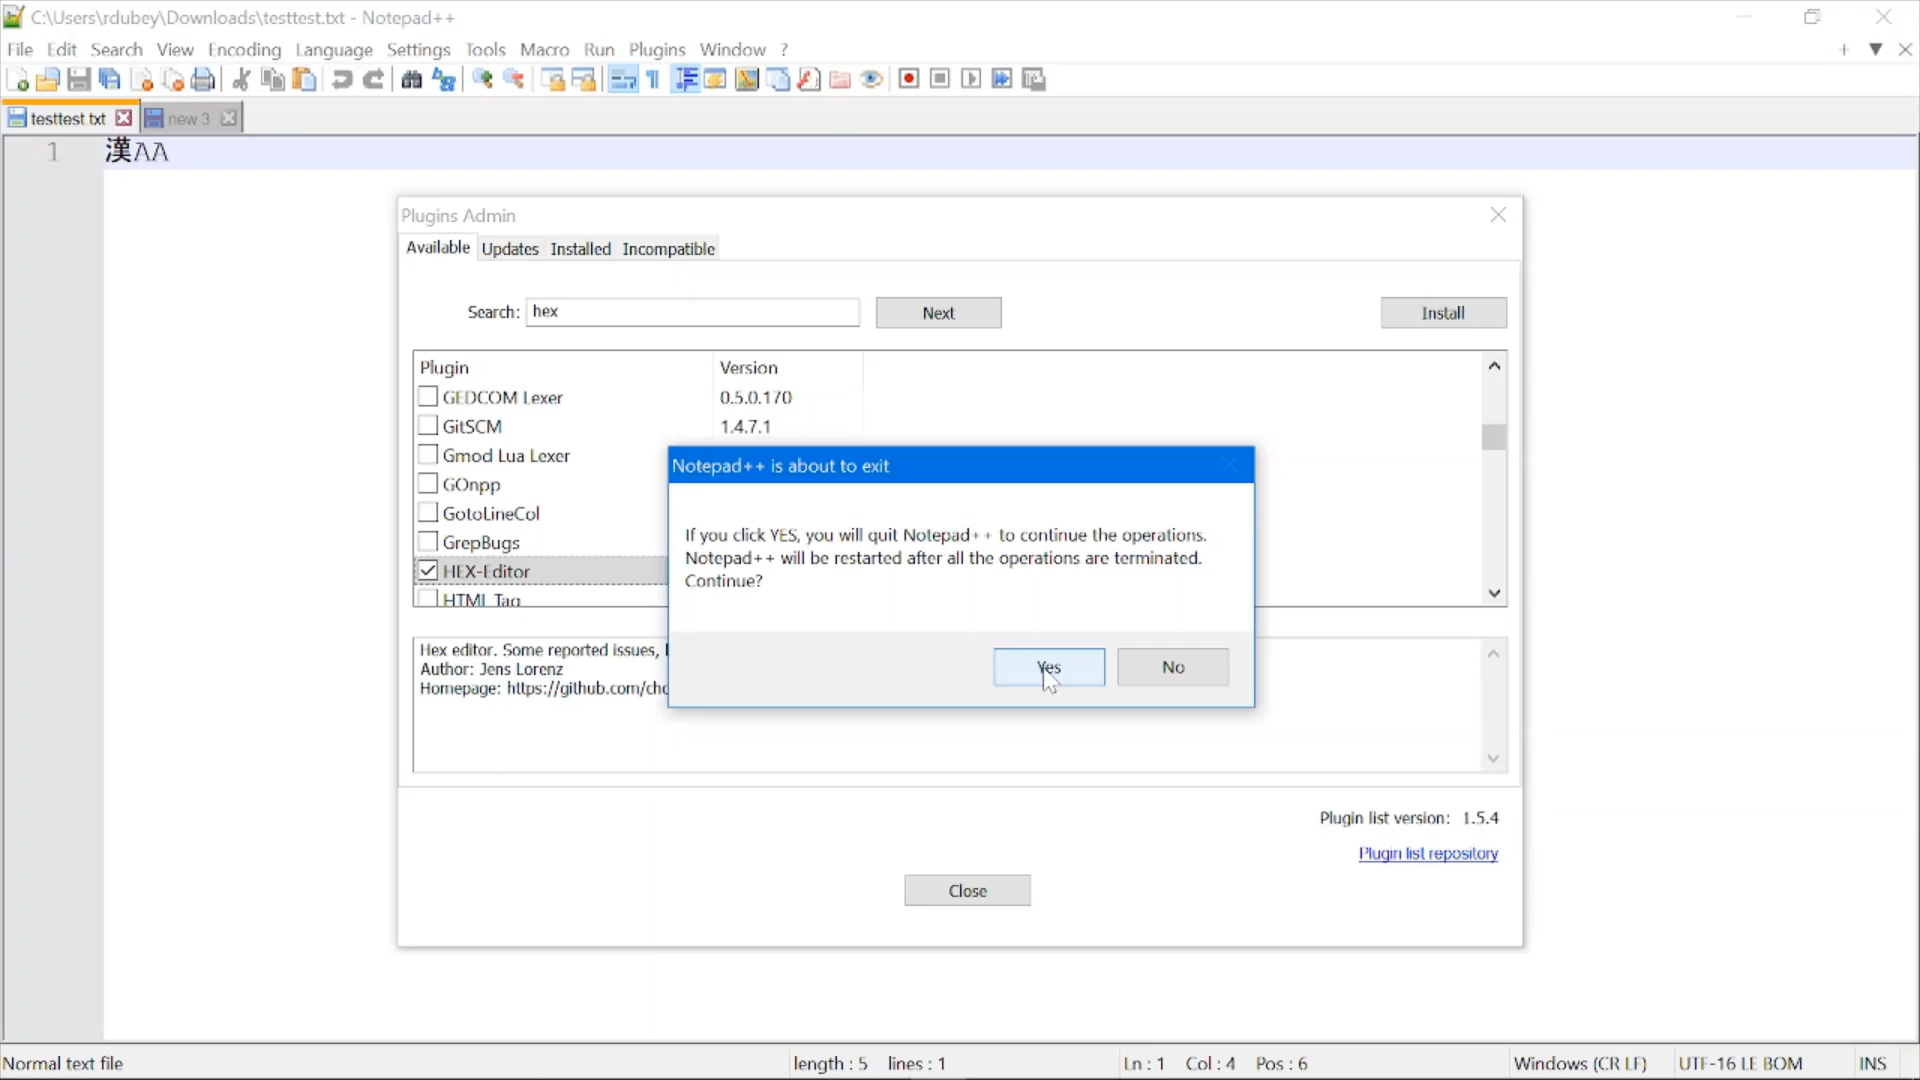 C:\Users\rdubey\Downloads\testtest.txt - Notepad++
File Edit Search View Encoding Language Settings Tools Macro Run Plugins Window ?
testtest.txt new 3
1 漢
Plugins Admin
Available Updates Installed Incompatible
Search: hex Next Install
Plugin Version
GEDCOM Lexer 0.5.0.170
GitSCM 1.4.7.1
Gmod Lua Lexer
GOnpp
GotoLineCol
GrepBugs
HEX-Editor
HTML Tag
Notepad++ is about to exit
If you click YES, you will quit Notepad++ to continue the operations.
Notepad++ will be restarted after all the operations are terminated.
Continue?
Yes No
Hex editor. Some reported issues,
Author: Jens Lorenz
Homepage: https://github.com/cho
Plugin list version: 1.5.4
Plugin list repository
Close
Normal text file length : 5 lines : 1 Ln : 1 Col : 4 Pos : 6 Windows (CR LF) UTF-16 LE BOM INS